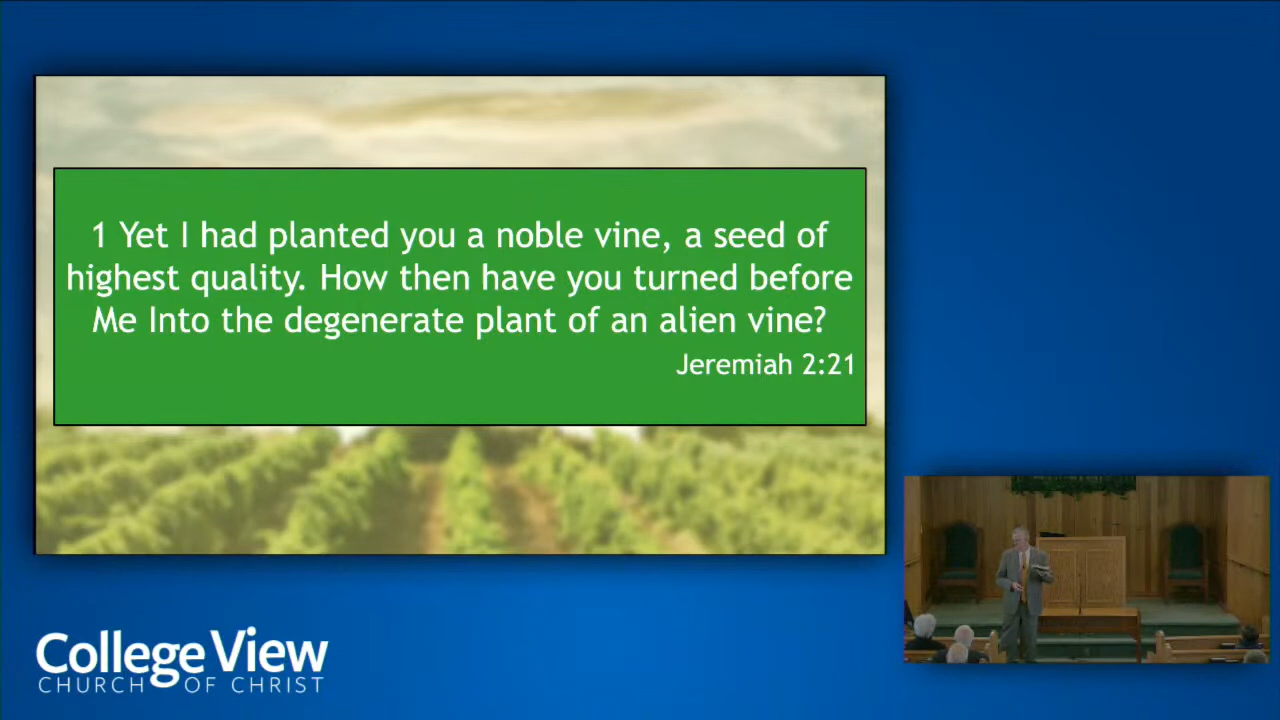 1 Yet I had planted you a noble vine, a seed of
highest quality. How then have you turned before
Me Into the degenerate plant of an alien vine?
Jeremiah 2:21
College View
CHURCH OF CHRIST